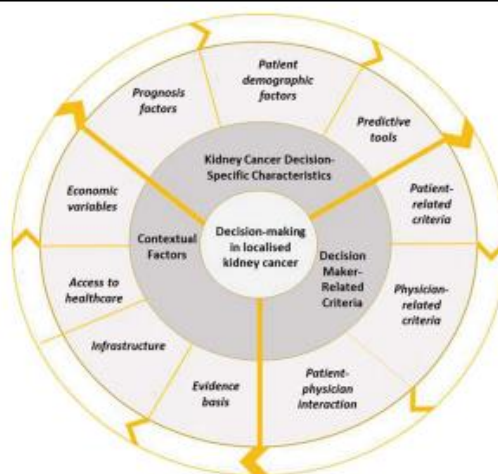 Patient
demographic
factors
Prognosis
factors
Predictive
tools
Kidney Cancer Decision-
Specific Characteristics
Economic
variables
Patient-
related
criteria
Contextual
Factors
Decision-making
in localised
kidney cancer
Decision
Maker-
Related
Criteria
Access to
healthcare
Physician-
related
criteria
Infrastructure
Evidence
basis
Patient-
physician
interaction